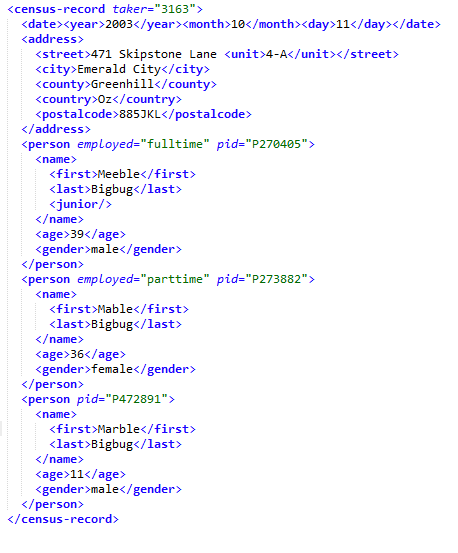 <census-record taker="3163">
<date><year>2003</year><month>10</month><day>11</day></date>
<address>
<street>471 Skipstone Lane <unit>4-A</unit></street>
<city>Emerald City</city>
<county>Greenhill</county>
<country>Oz</country>
<postalcode>885JKL</postalcode>
</address>
<person employed="fulltime" pid="P270405">
<name>
<first>Meeble</first>
<last>Bigbug</last>
<junior/>
</name>
<age>39</age>
<gender>male</gender>
</person>
<person employed="parttime" pid="P273882">
<name>
<first>Mable</first>
<last>Bigbug</last>
</name>
<age>36</age>
<gender>female</gender>
</person>
<person pid="P472891">
<name>
<first>Marble</first>
<last>Bigbug</last>
</name>
<age>11</age>
<gender>male</gender>
</person>
</census-record>